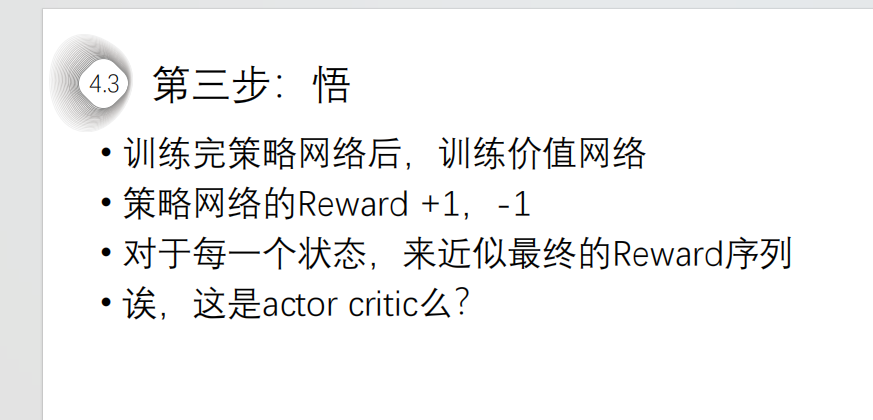 4.3
第三步：悟
• 训练完策略网络后，训练价值网络
• 策略网络的Reward +1，-1
• 对于每一个状态，来近似最终的Reward序列
• 诶，这是actor critic么？